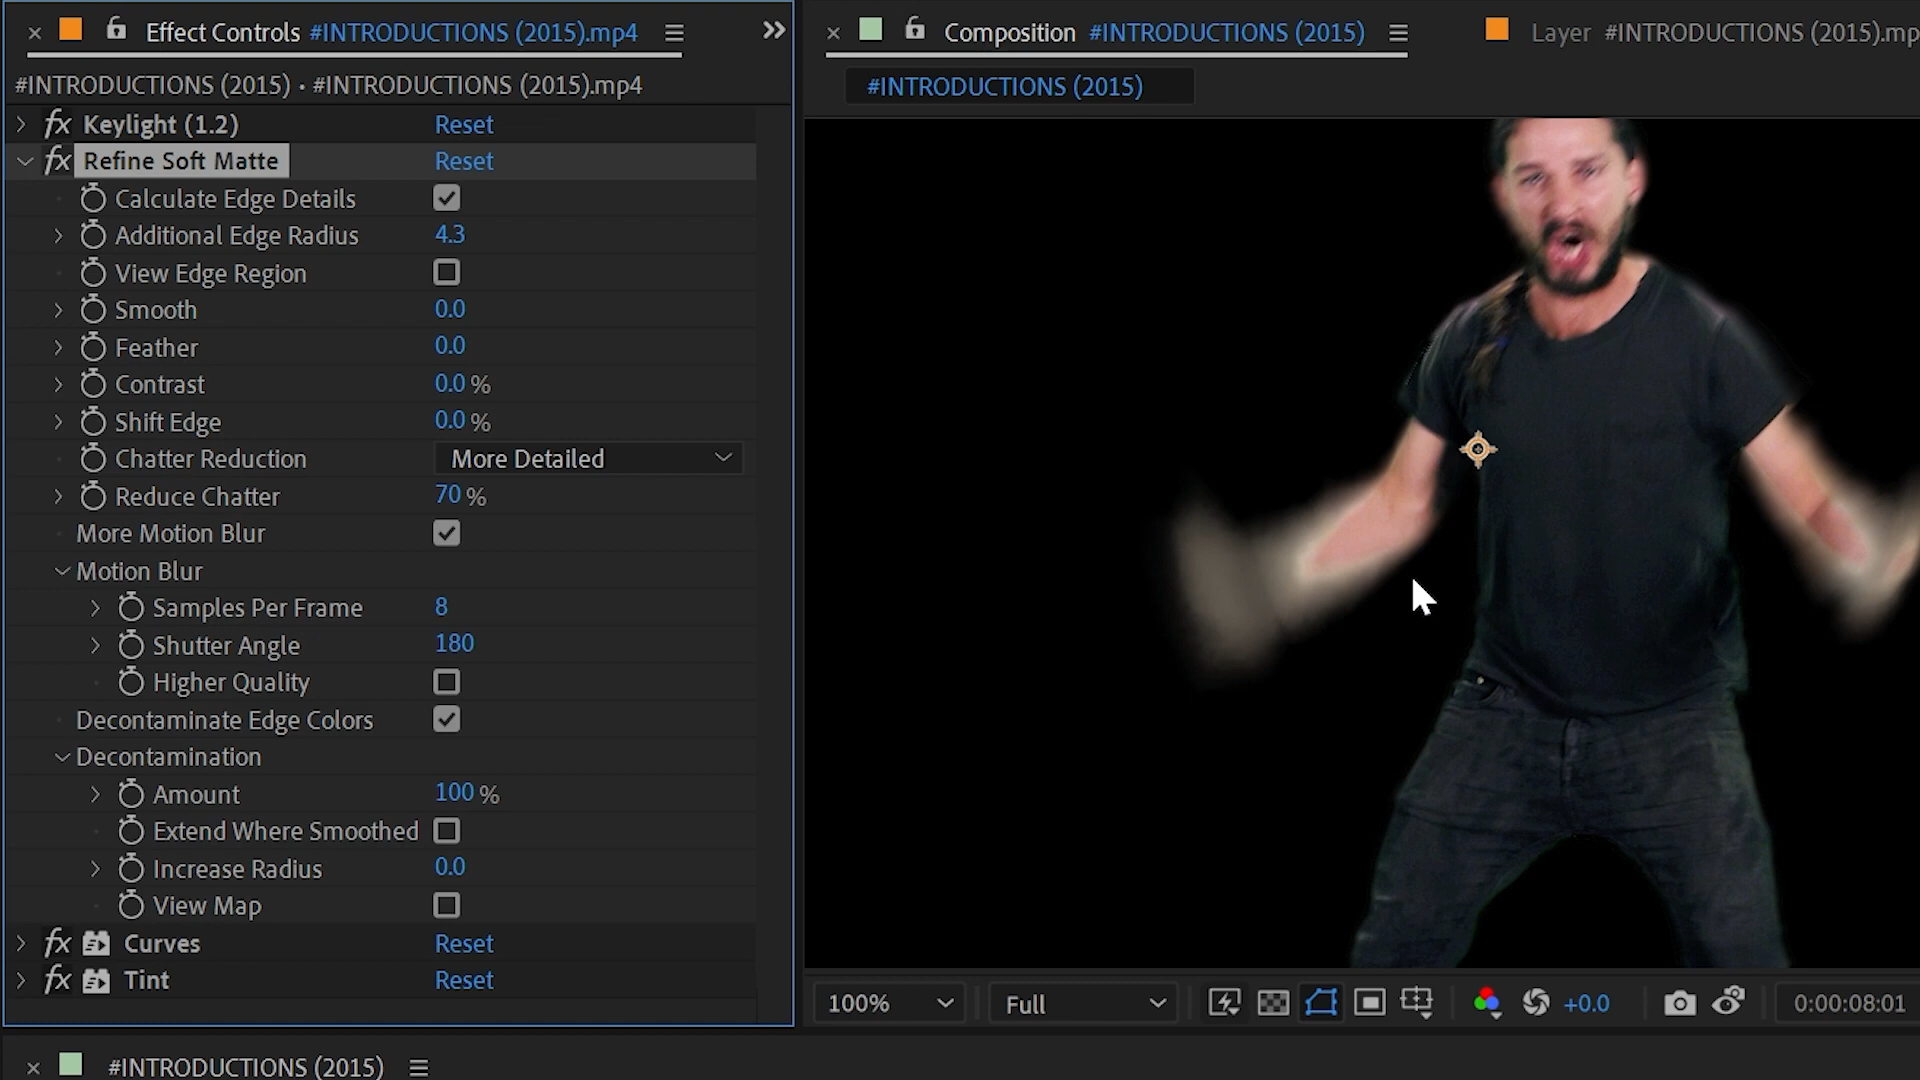 Effect Controls #INTRODUCTIONS (2015).mp4
#INTRODUCTIONS (2015) • #INTRODUCTIONS (2015).mp4
fx Keylight (1.2) Reset
fx Refine Soft Matte Reset
Calculate Edge Details
Additional Edge Radius 4.3
View Edge Region
Smooth 0.0
Feather 0.0
Contrast 0.0 %
Shift Edge 0.0 %
Chatter Reduction More Detailed
Reduce Chatter 70 %
More Motion Blur
Motion Blur
Samples Per Frame 8
Shutter Angle 180
Higher Quality
Decontaminate Edge Colors
Decontamination
Amount 100 %
Extend Where Smoothed
Increase Radius 0.0
View Map
fx Curves Reset
fx Tint Reset
Composition #INTRODUCTIONS (2015)
Layer #INTRODUCTIONS (2015).mp
#INTRODUCTIONS (2015)
100% Full +0.0 0:00:08:01
#INTRODUCTIONS (2015)